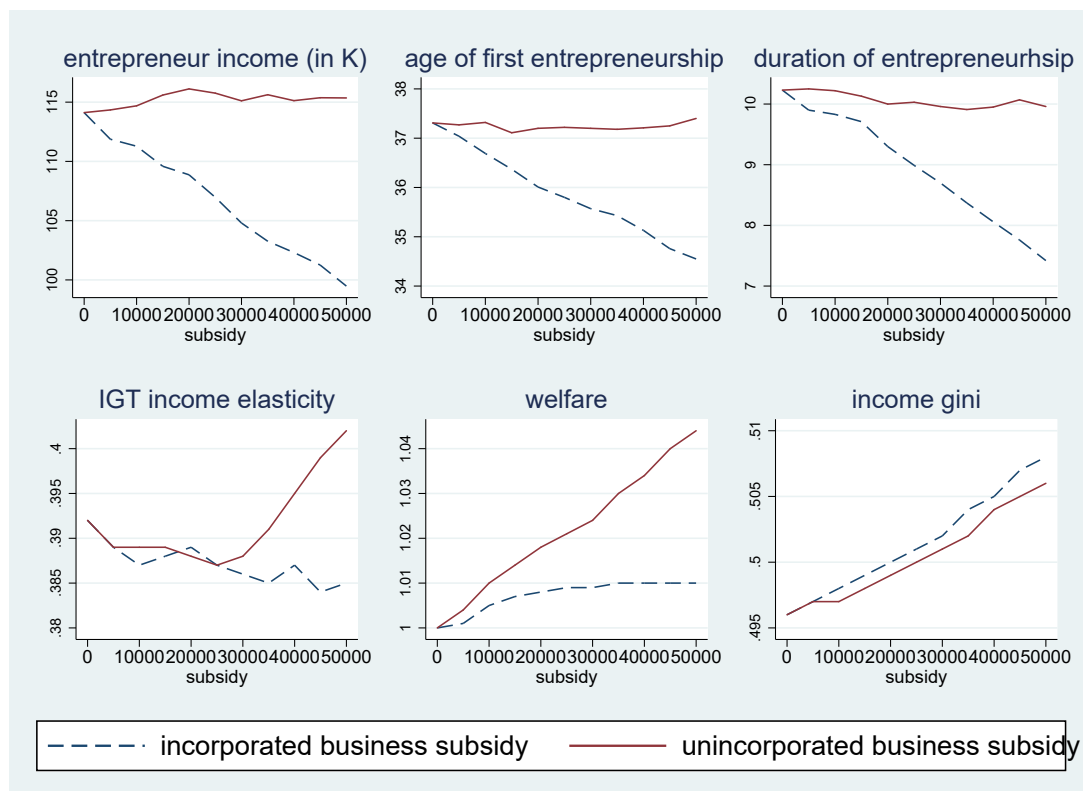 entrepreneur income (in K)
115
110
105
100
0 10000 20000 30000 40000 50000
subsidy
age of first entrepreneurship
38
37
36
35
34
0 10000 20000 30000 40000 50000
subsidy
duration of entrepreneurhsip
10
9
8
7
0 10000 20000 30000 40000 50000
subsidy
IGT income elasticity
.4
.395
.39
.385
.38
0 10000 20000 30000 40000 50000
subsidy
welfare
1.04
1.03
1.02
1.01
1
0 10000 20000 30000 40000 50000
subsidy
income gini
.51
.505
.5
.495
0 10000 20000 30000 40000 50000
subsidy
incorporated business subsidy unincorporated business subsidy